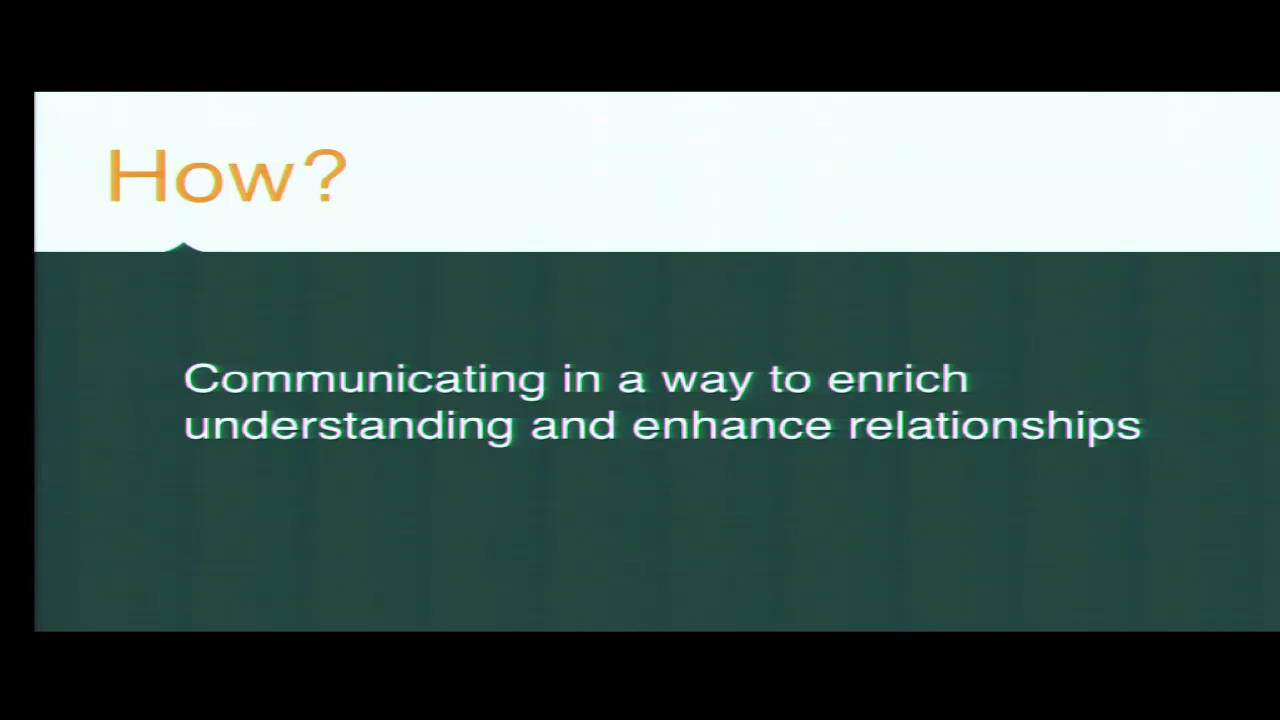 How?
Communicating in a way to enrich
understanding and enhance relationships